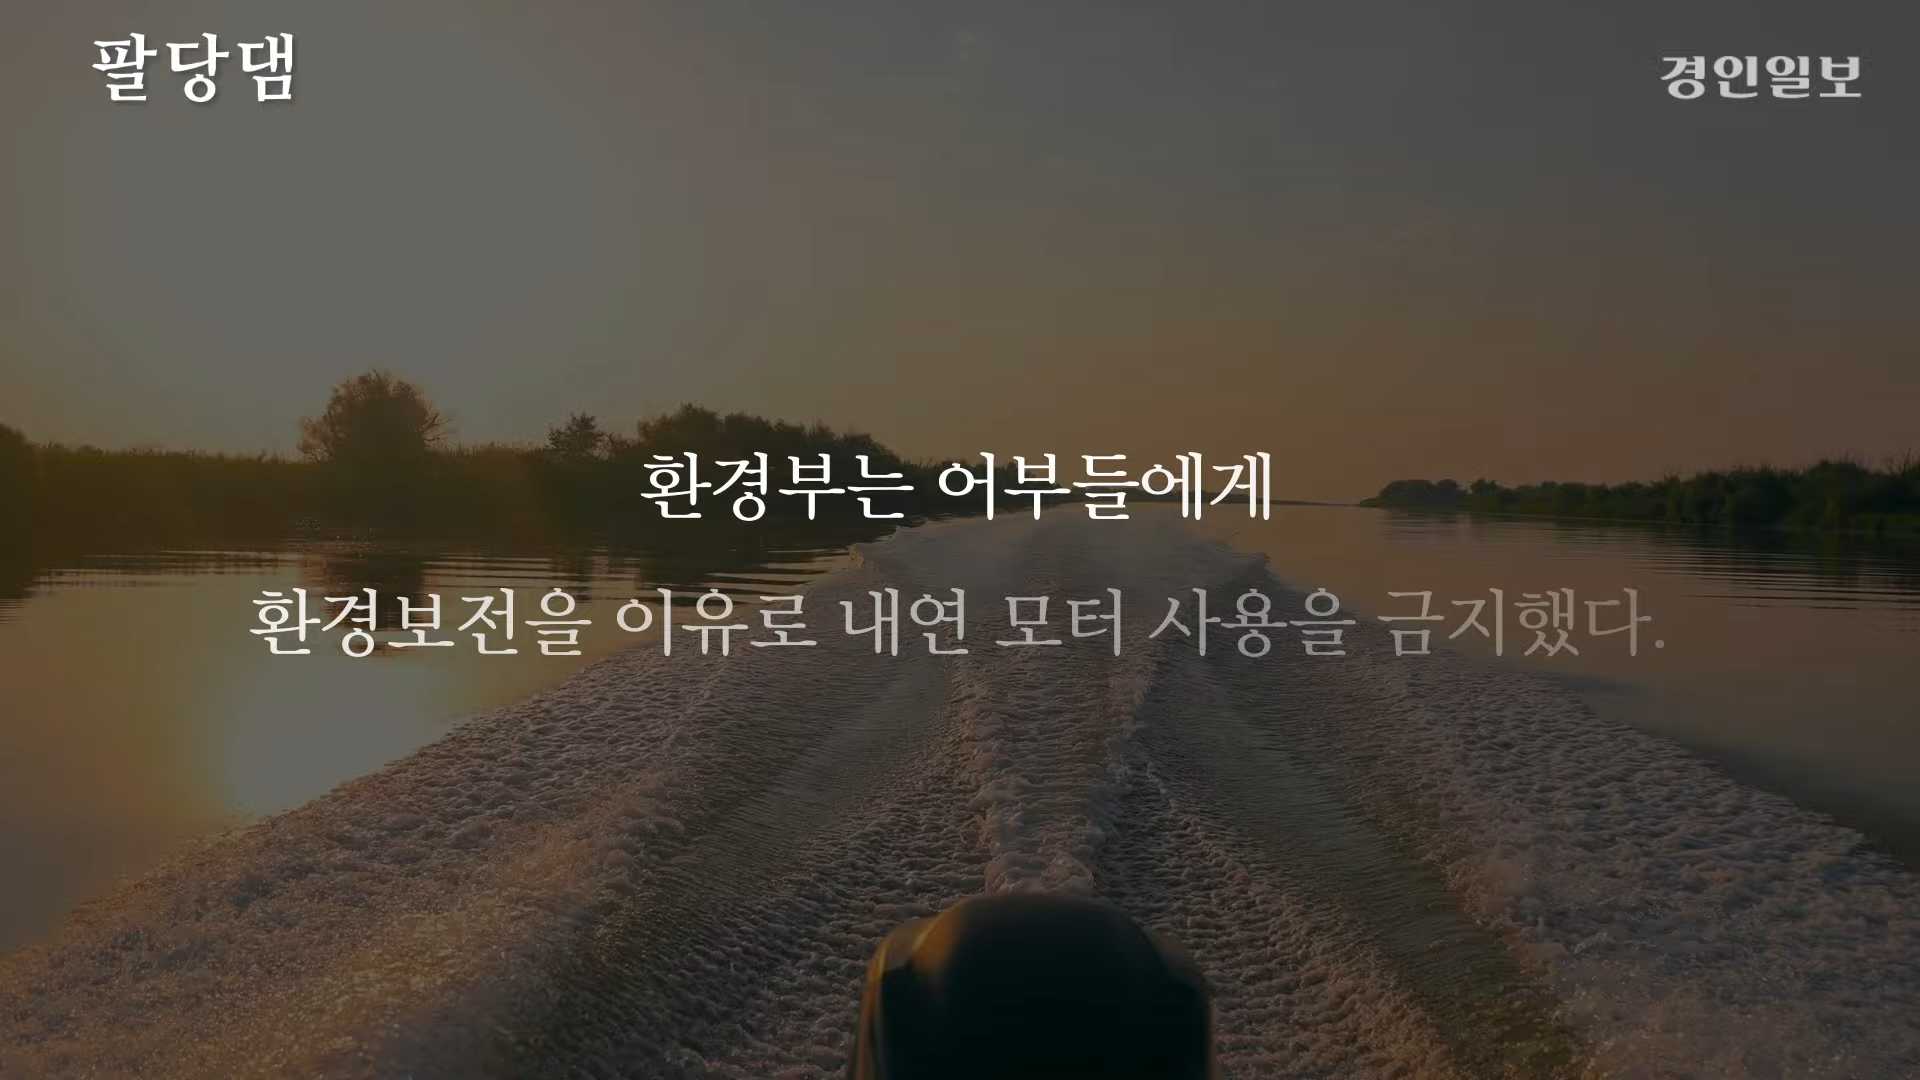 팔당댐
경인일보
환경부는 어부들에게
환경보전을 이유로 내연 모터 사용을 금지했다.